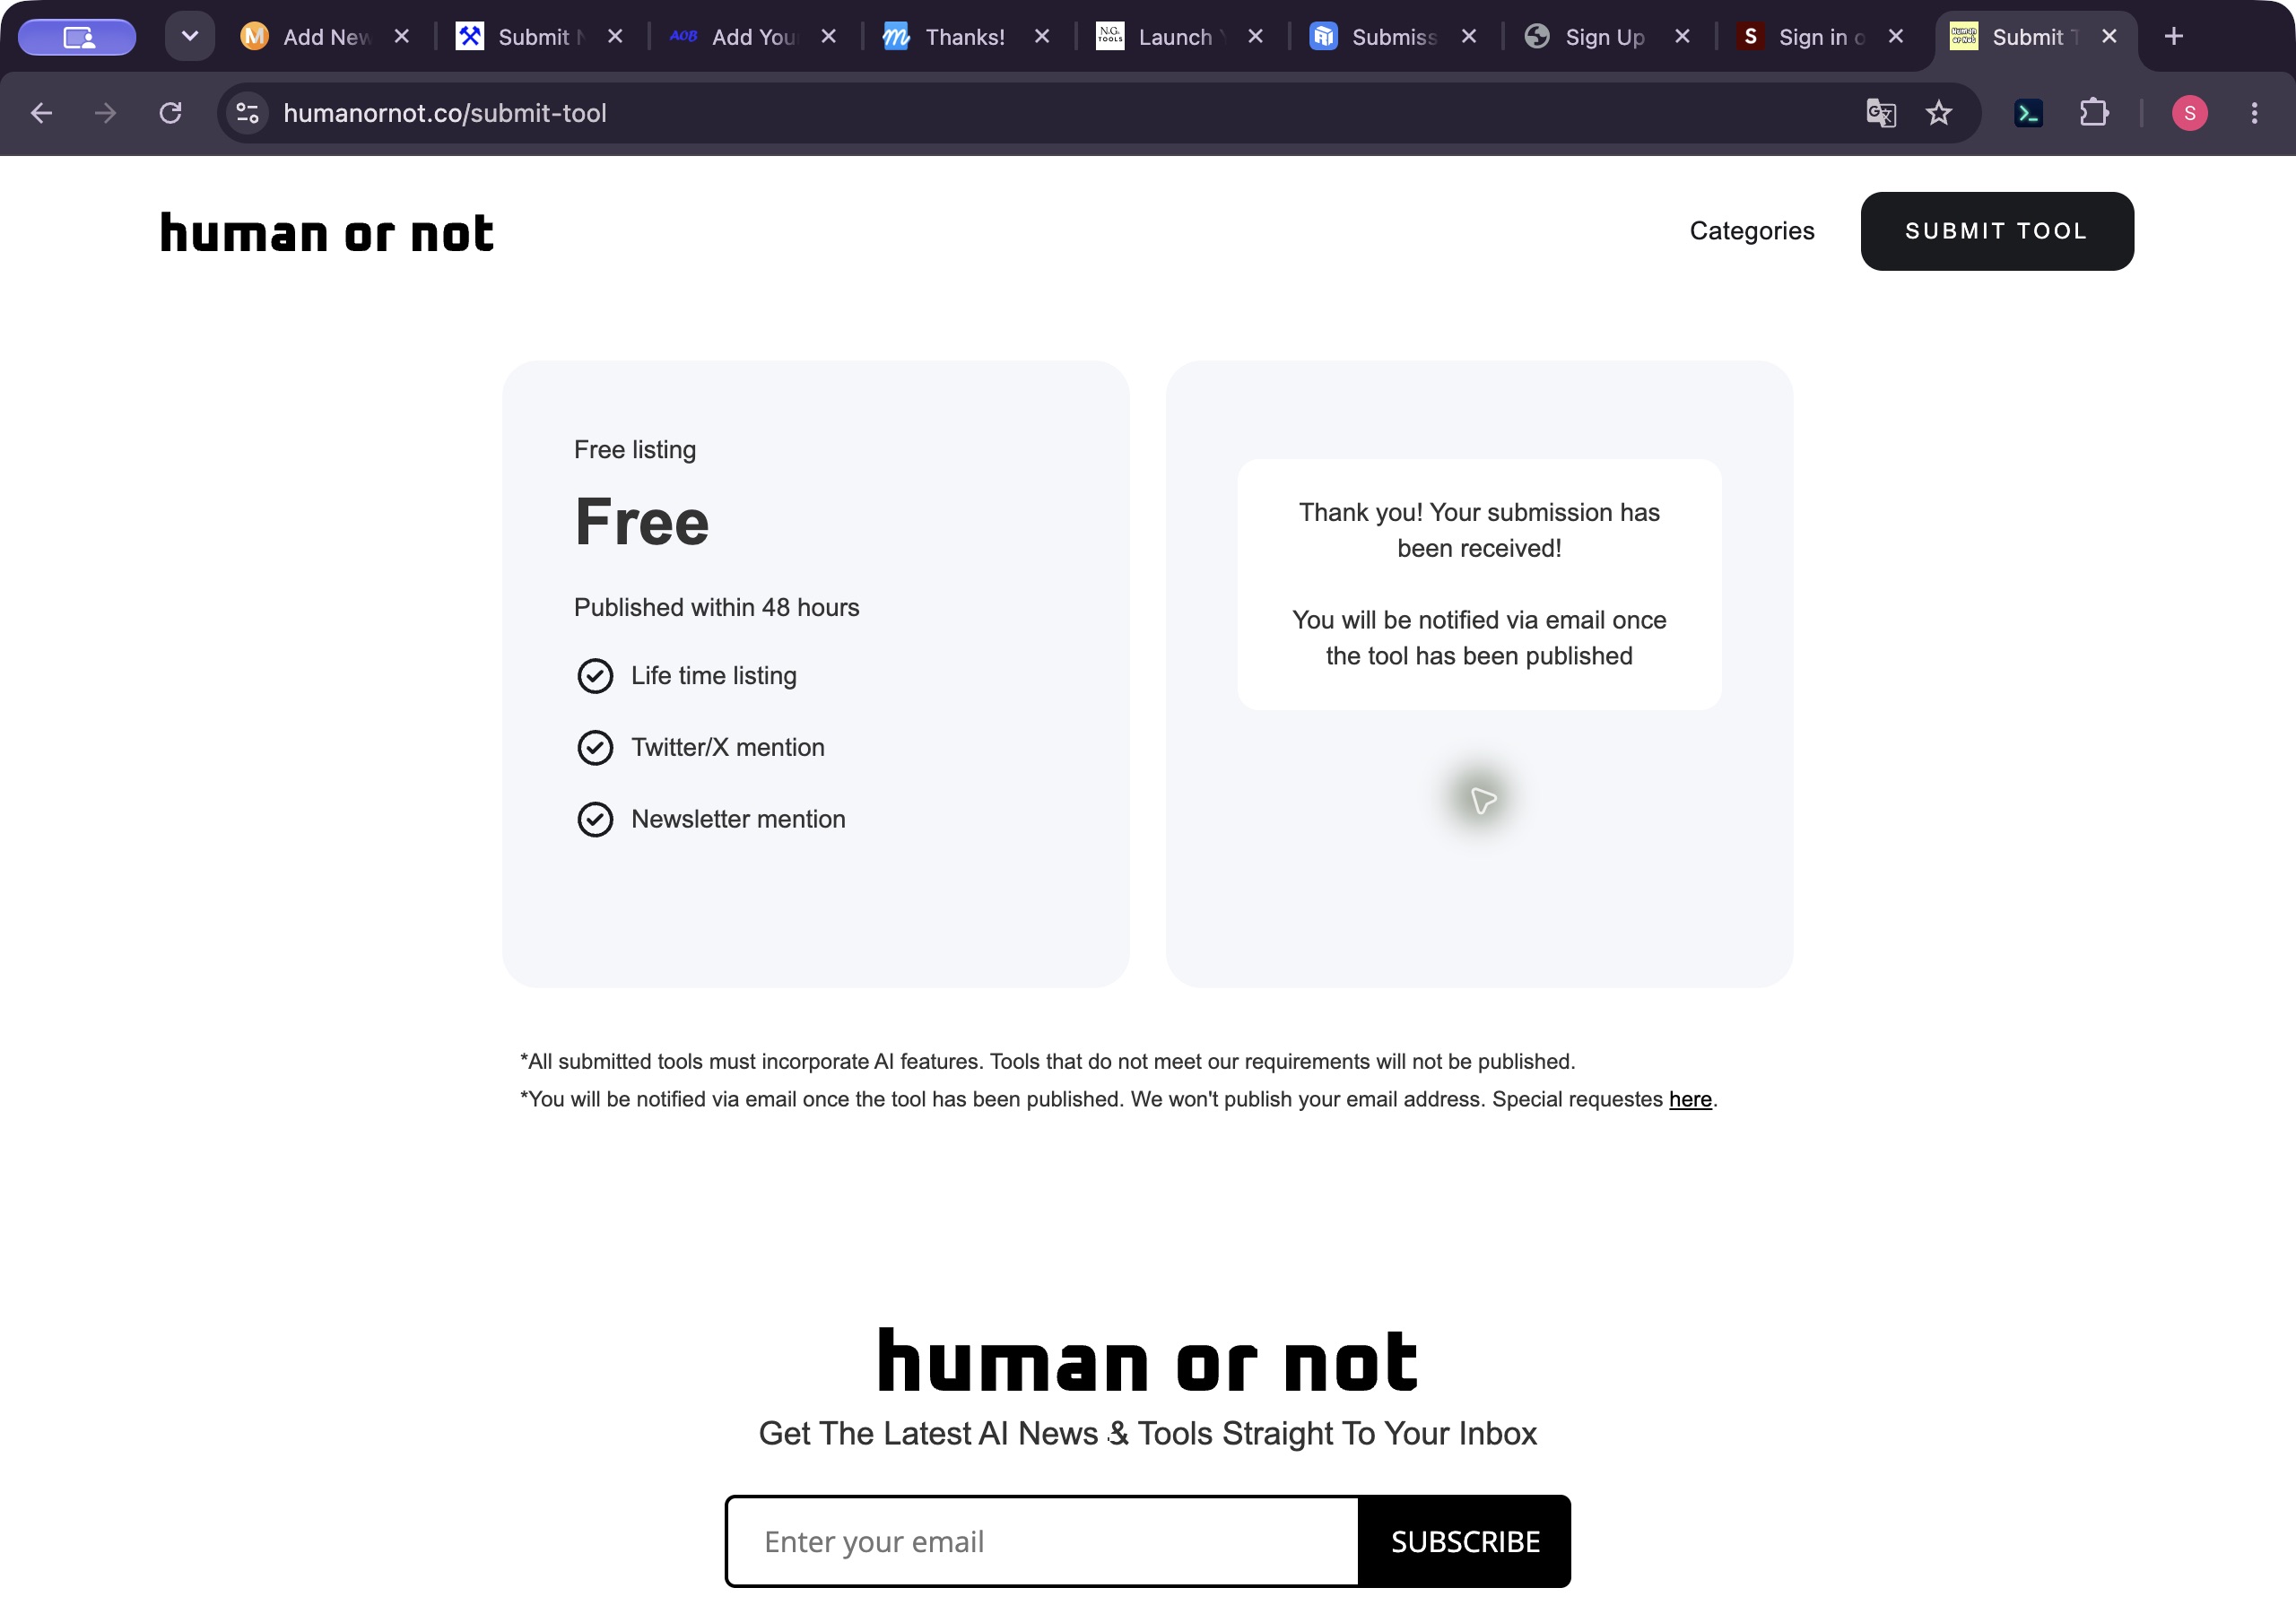 Add New
Submit N
AOB Add You
Thanks!
N.G. TOOLS Launch Y
Submiss
Sign Up
S Sign in o
Human or Not Submit T
humanornot.co/submit-tool
S
human or not
Categories
SUBMIT TOOL
Free listing
Free
Published within 48 hours
Life time listing
Twitter/X mention
Newsletter mention
Thank you! Your submission has
been received!
You will be notified via email once
the tool has been published
*All submitted tools must incorporate AI features. Tools that do not meet our requirements will not be published.
*You will be notified via email once the tool has been published. We won't publish your email address. Special requestes here.
human or not
Get The Latest AI News & Tools Straight To Your Inbox
Enter your email
SUBSCRIBE